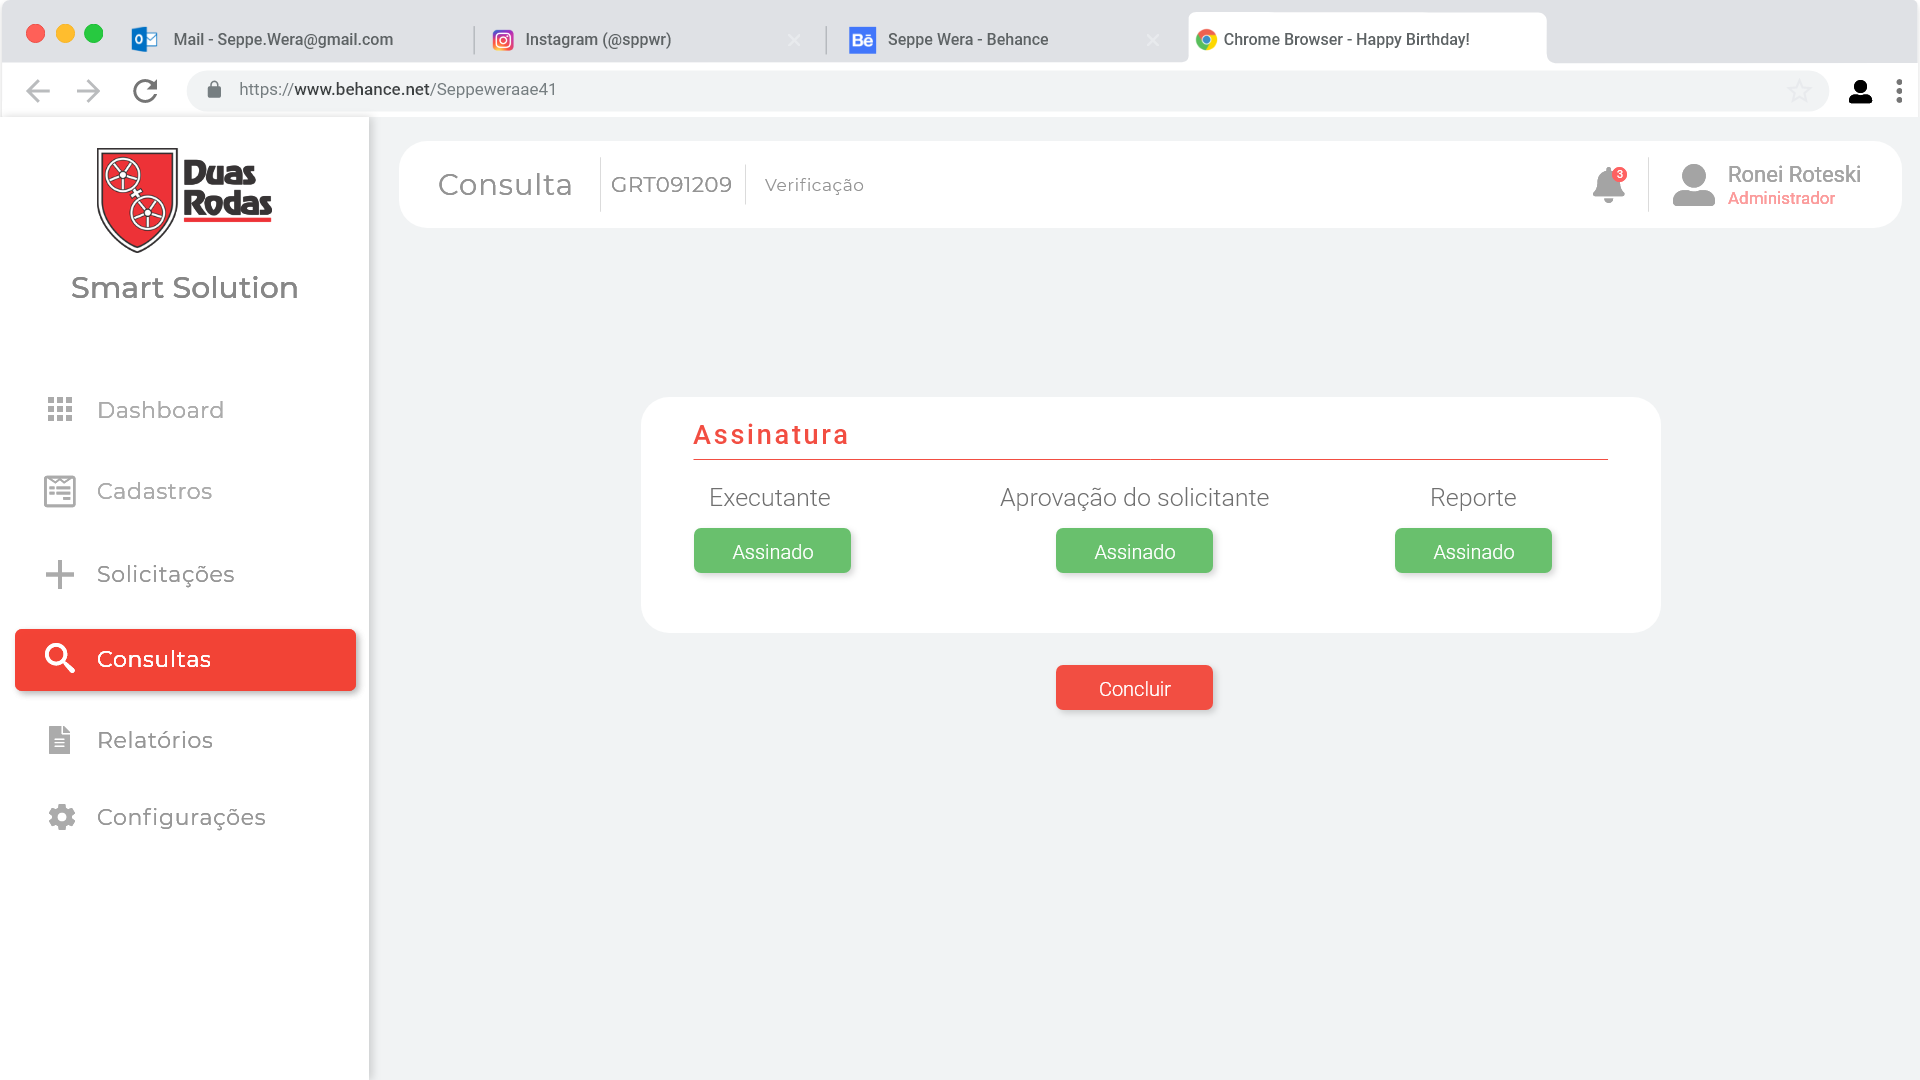 Mail - Seppe.Wera@gmail.com
Instagram (@sppwr)
Seppe Wera - Behance
Chrome Browser - Happy Birthday!
https://www.behance.net/Seppeweraae41
Duas
Rodas
Smart Solution
Dashboard
Cadastros
Solicitações
Consultas
Relatórios
Configurações
Consulta
GRT091209
Verificação
3
Ronei Roteski
Administrador
Assinatura
Executante
Aprovação do solicitante
Reporte
Assinado
Assinado
Assinado
Concluir